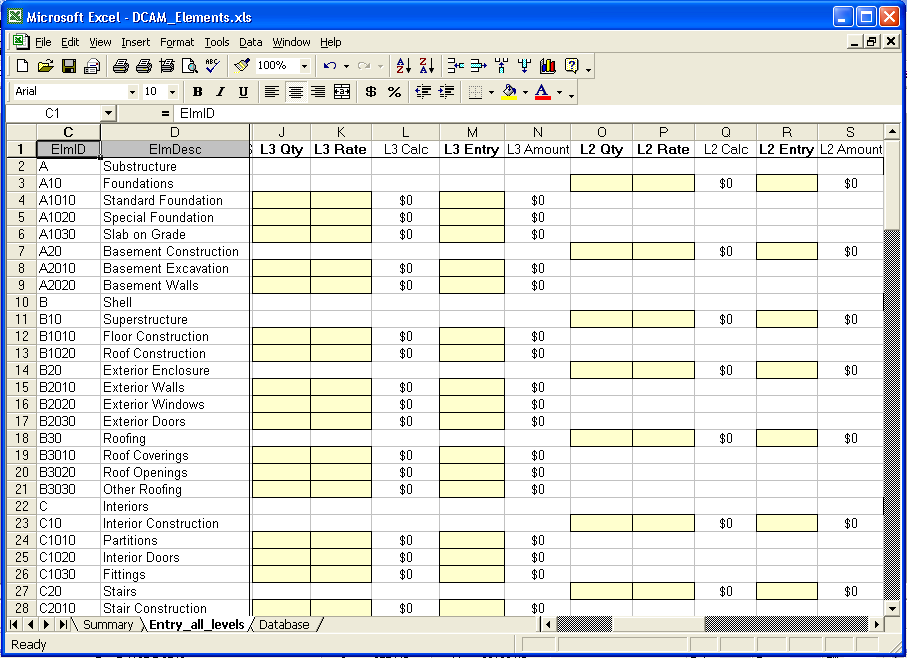 Microsoft Excel - DCAM_Elements.xls
File Edit View Insert Format Tools Data Window Help
100%
Arial 10 B I U $ %
C1 = ElmID
C D J K L M N O P Q R S
1 ElmID ElmDesc L3 Qty L3 Rate L3 Calc L3 Entry L3 Amount L2 Qty L2 Rate L2 Calc L2 Entry L2 Amount
2 A Substructure
3 A10 Foundations $0 $0
4 A1010 Standard Foundation $0 $0
5 A1020 Special Foundation $0 $0
6 A1030 Slab on Grade $0 $0
7 A20 Basement Construction $0 $0
8 A2010 Basement Excavation $0 $0
9 A2020 Basement Walls $0 $0
10 B Shell
11 B10 Superstructure $0 $0
12 B1010 Floor Construction $0 $0
13 B1020 Roof Construction $0 $0
14 B20 Exterior Enclosure $0 $0
15 B2010 Exterior Walls $0 $0
16 B2020 Exterior Windows $0 $0
17 B2030 Exterior Doors $0 $0
18 B30 Roofing $0 $0
19 B3010 Roof Coverings $0 $0
20 B3020 Roof Openings $0 $0
21 B3030 Other Roofing $0 $0
22 C Interiors
23 C10 Interior Construction $0 $0
24 C1010 Partitions $0 $0
25 C1020 Interior Doors $0 $0
26 C1030 Fittings $0 $0
27 C20 Stairs $0 $0
28 C2010 Stair Construction $0 $0
Summary Entry_all_levels Database
Ready